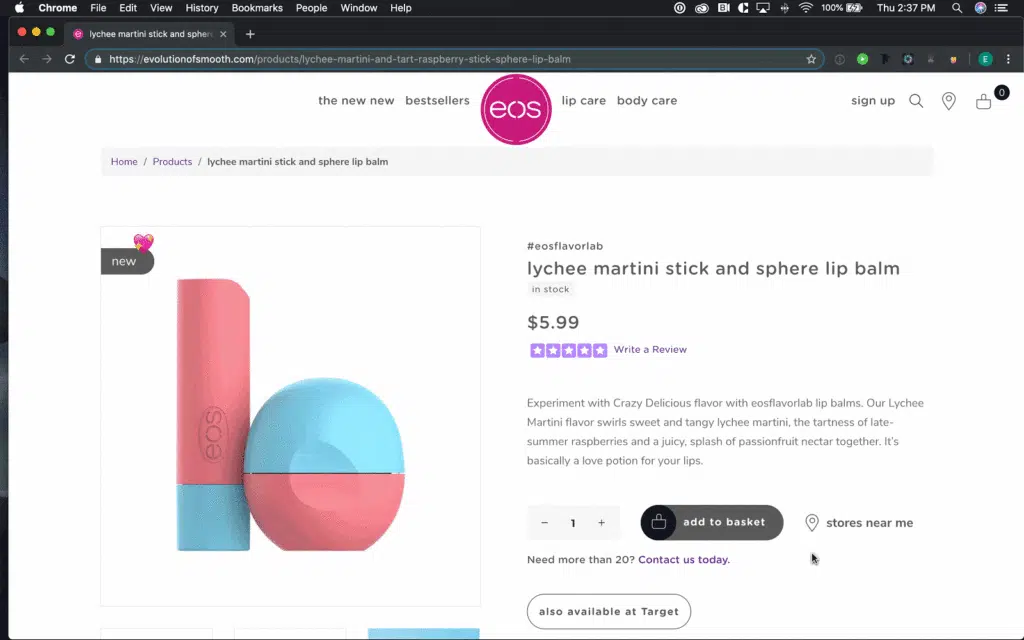 Chrome File Edit View History Bookmarks People Window Help
100% Thu 2:37 PM
lychee martini stick and spher
https://evolutionofsmooth.com/products/lychee-martini-and-tart-raspberry-stick-sphere-lip-balm
E
the new new bestsellers eos lip care body care
sign up 0
Home / Products / lychee martini stick and sphere lip balm
new
eos
#eosflavorlab
lychee martini stick and sphere lip balm
in stock
$5.99
Write a Review
Experiment with Crazy Delicious flavor with eosflavorlab lip balms. Our Lychee
Martini flavor swirls sweet and tangy lychee martini, the tartness of late-
summer raspberries and a juicy, splash of passionfruit nectar together. It's
basically a love potion for your lips.
− 1 +
add to basket
stores near me
Need more than 20? Contact us today.
also available at Target